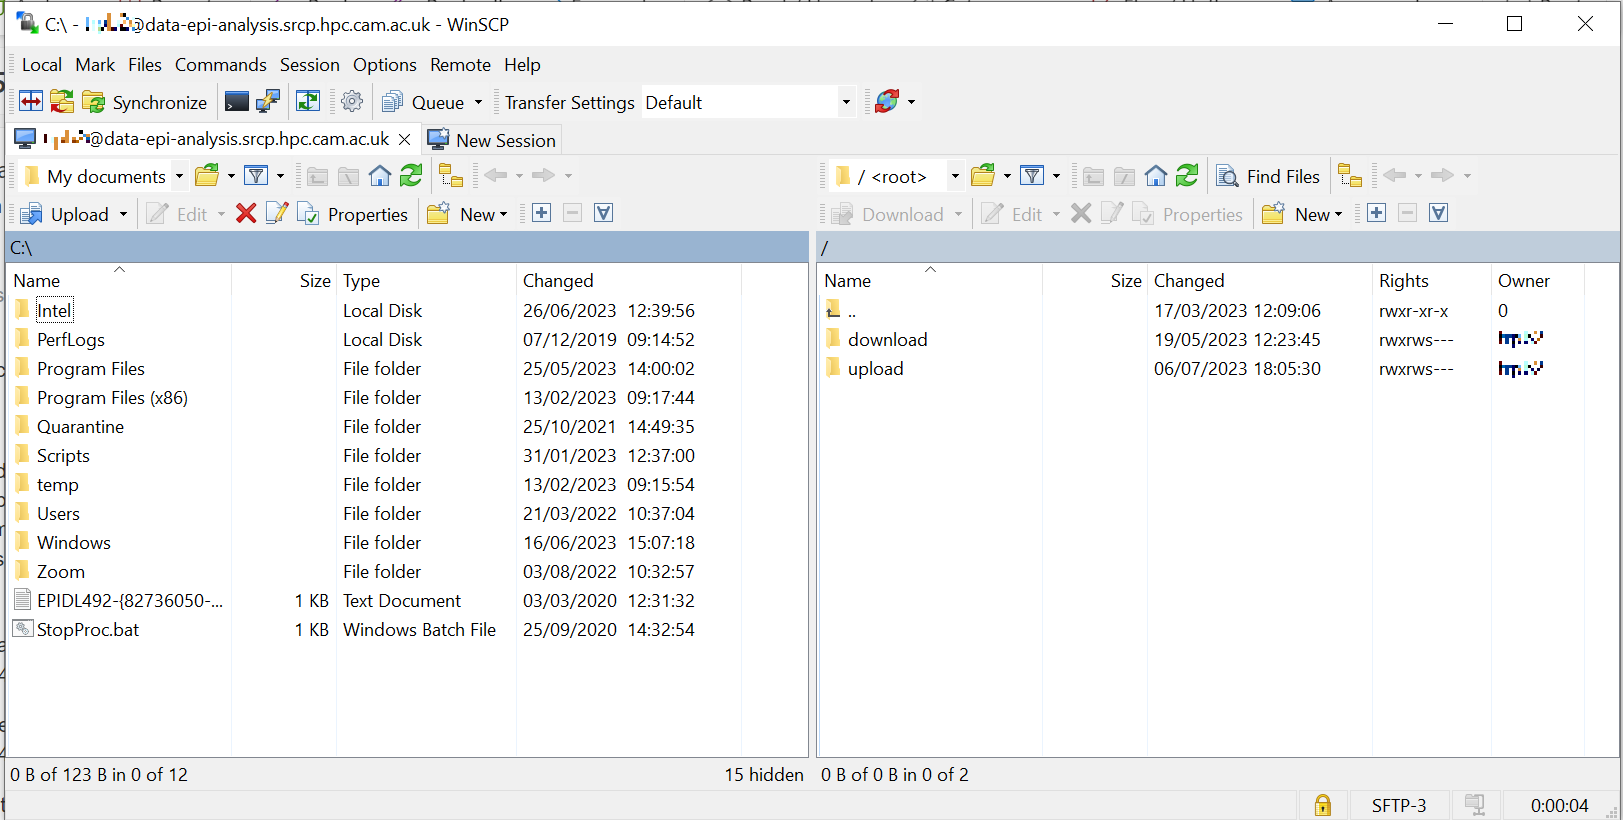 C:\ - @data-epi-analysis.srcp.hpc.cam.ac.uk - WinSCP
Local Mark Files Commands Session Options Remote Help
Synchronize Queue Transfer Settings Default
@data-epi-analysis.srcp.hpc.cam.ac.uk New Session
My documents
Upload Edit Properties New
C:\
Name Size Type Changed
Intel Local Disk 26/06/2023 12:39:56
PerfLogs Local Disk 07/12/2019 09:14:52
Program Files File folder 25/05/2023 14:00:02
Program Files (x86) File folder 13/02/2023 09:17:44
Quarantine File folder 25/10/2021 14:49:35
Scripts File folder 31/01/2023 12:37:00
temp File folder 13/02/2023 09:15:54
Users File folder 21/03/2022 10:37:04
Windows File folder 16/06/2023 15:07:18
Zoom File folder 03/08/2022 10:32:57
EPIDL492-{82736050-... 1 KB Text Document 03/03/2020 12:31:32
StopProc.bat 1 KB Windows Batch File 25/09/2020 14:32:54
0 B of 123 B in 0 of 12 15 hidden
/ <root> Find Files
Download Edit Properties New
/
Name Size Changed Rights Owner
.. 17/03/2023 12:09:06 rwxr-xr-x 0
download 19/05/2023 12:23:45 rwxrws---
upload 06/07/2023 18:05:30 rwxrws---
0 B of 0 B in 0 of 2
SFTP-3 0:00:04